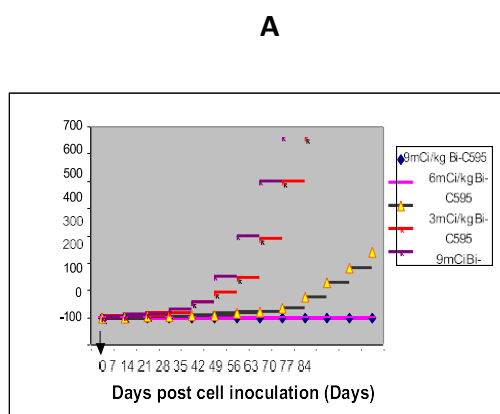 A
700
600
500
400
300
200
100
0
-100
0 7 14 21 28 35 42 49 56 63 70 77 84
Days post cell inoculation (Days)
9mCi/kg Bi-C595
6mCi/kg Bi-
C595
3mCi/kg Bi-
C595
9mCiBi-